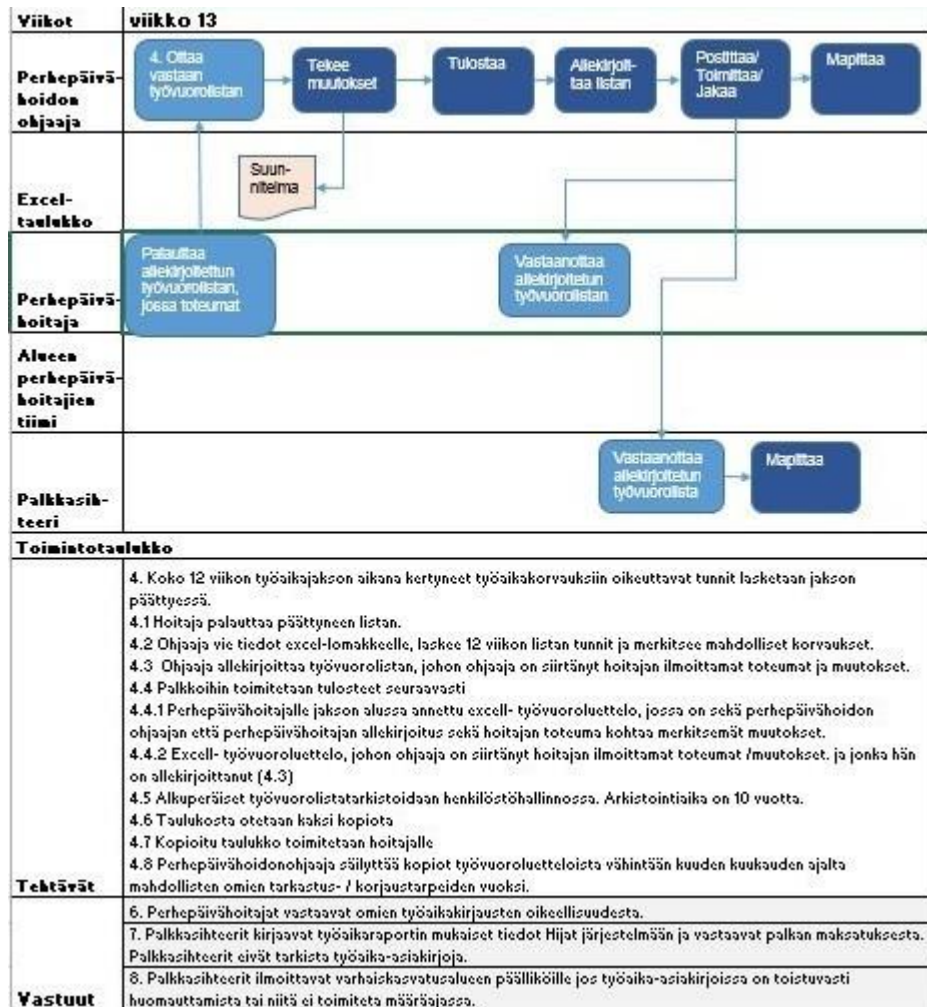 Viikot
viikko 13
Perhepäivä-
hoidon
ohjaaja
4. Ottaa
vastaan
työvuorolistan
Tekee
muutokset
Tulostaa
Allekirjoit-
taa listan
Postittaa/
Toimittaa/
Jakaa
Mapittaa
Excel-
taulukko
Suun-
nitelma
Perhepäivä-
hoitaja
Palauttaa
allekirjoitettun
työvuorolistan,
jossa toteumat
Vastaanottaa
allekirjoitetun
työvuorolistan
Alueen
perhepäivä-
hoitajien
tiimi
Palkkasih-
teeri
Vastaanottaa
allekirjoitetun
työvuorolista
Mapittaa
Toimintotaulukko
Tehtävät
4. Koko 12 viikon työaikajakson aikana kertyneet työaikakorvauksiin oikeuttavat tunnit lasketaan jakson
päättyessä.
4.1 Hoitaja palauttaa päättyneen listan.
4.2 Ohjaaja vie tiedot excel-lomakkeelle, laskee 12 viikon listan tunnit ja merkitsee mahdolliset korvaukset.
4.3 Ohjaaja allekirjoittaa työvuorolistan, johon ohjaaja on siirtänyt hoitajan ilmoittamat toteumat ja muutokset.
4.4 Palkkoihin toimitetaan tulosteet seuraavasti
4.4.1 Perhepäivähoitajalle jakson alussa annettu excell- työvuoroluettelo, jossa on sekä perhepäivähoidon
ohjaajan että perhepäivähoitajan allekirjoitus sekä hoitajan toteuma kohtaa merkitsemät muutokset.
4.4.2 Excell- työvuoroluettelo, johon ohjaaja on siirtänyt hoitajan ilmoittamat toteumat /muutokset. ja jonka hän
on allekirjoittanut (4.3)
4.5 Alkuperäiset työvuorolistatarkistoidaan henkilöstöhallinnossa. Arkistointiaika on 10 vuotta.
4.6 Taulukosta otetaan kaksi kopiota
4.7 Kopioitu taulukko toimitetaan hoitajalle
4.8 Perhepäivähoidonohjaaja säilyttää kopiot työvuoroluetteloista vähintään kuuden kuukauden ajalta
mahdollisten omien tarkastus- / korjaustarpeiden vuoksi.
Vastuut
6. Perhepäivähoitajat vastaavat omien työaikakirjausten oikeellisuudesta.
7. Palkkasihteerit kirjaavat työaikaraportin mukaiset tiedot Hijat järjestelmään ja vastaavat palkan maksatuksesta.
Palkkasihteerit eivät tarkista työaika-asiakirjoja.
8. Palkkasihteerit ilmoittavat varhaiskasvatusalueen päälliköille jos työaika-asiakirjoissa on toistuvasti
huomauttamista tai niitä ei toimiteta määräajassa.